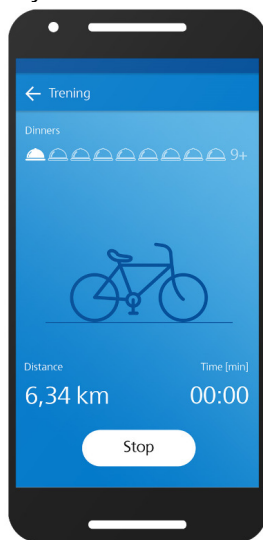 Trening
Dinners
9+
Distance
Time [min]
6,34 km
00:00
Stop